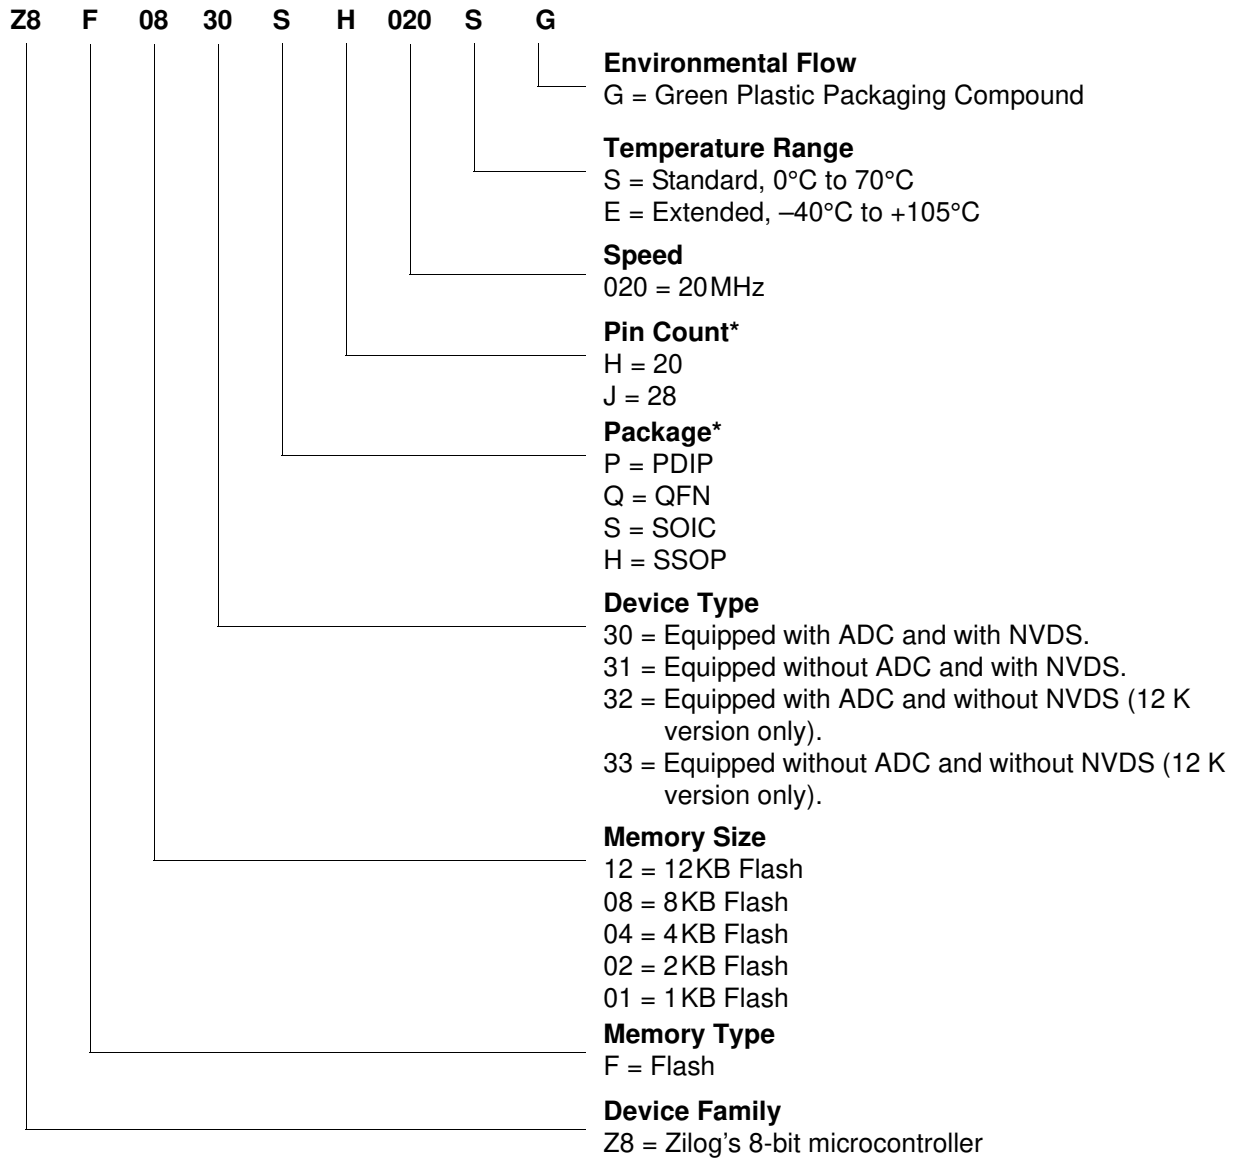 Z8 F 08 30 S H 020 S G
Environmental Flow
G = Green Plastic Packaging Compound
Temperature Range
S = Standard, 0°C to 70°C
E = Extended, –40°C to +105°C
Speed
020 = 20MHz
Pin Count*
H = 20
J = 28
Package*
P = PDIP
Q = QFN
S = SOIC
H = SSOP
Device Type
30 = Equipped with ADC and with NVDS.
31 = Equipped without ADC and with NVDS.
32 = Equipped with ADC and without NVDS (12 K
version only).
33 = Equipped without ADC and without NVDS (12 K
version only).
Memory Size
12 = 12KB Flash
08 = 8KB Flash
04 = 4KB Flash
02 = 2KB Flash
01 = 1KB Flash
Memory Type
F = Flash
Device Family
Z8 = Zilog's 8-bit microcontroller